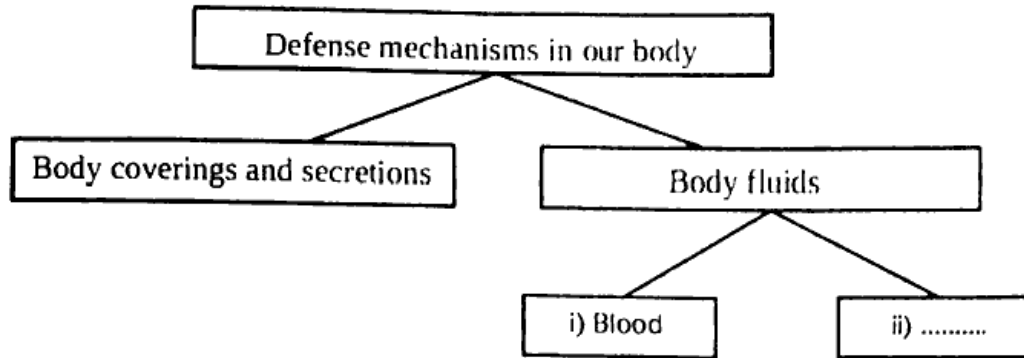 Defense mechanisms in our body
Body coverings and secretions
Body fluids
i) Blood
ii) ..........